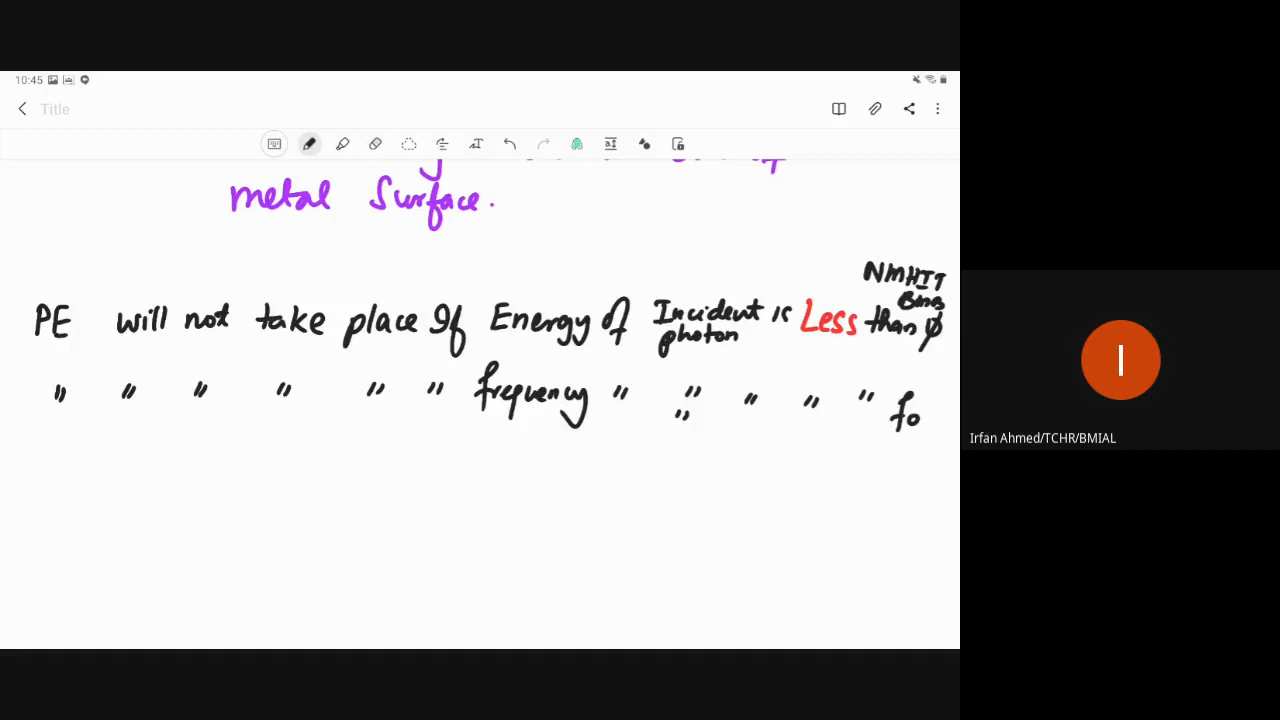 10:45
Title
metal Surface.
NMHTT
PE will not take place If Energy of Incident is Less than φ
photon
" " " " " " frequency " " " " " fo
"
I
Irfan Ahmed/TCHR/BMIAL